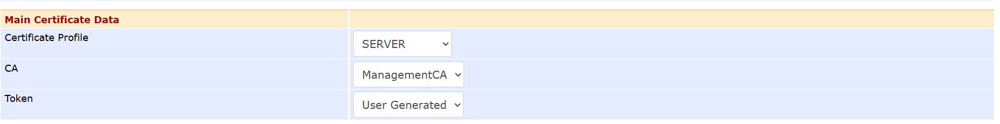 Main Certificate Data
Certificate Profile
SERVER
CA
ManagementCA
Token
User Generated